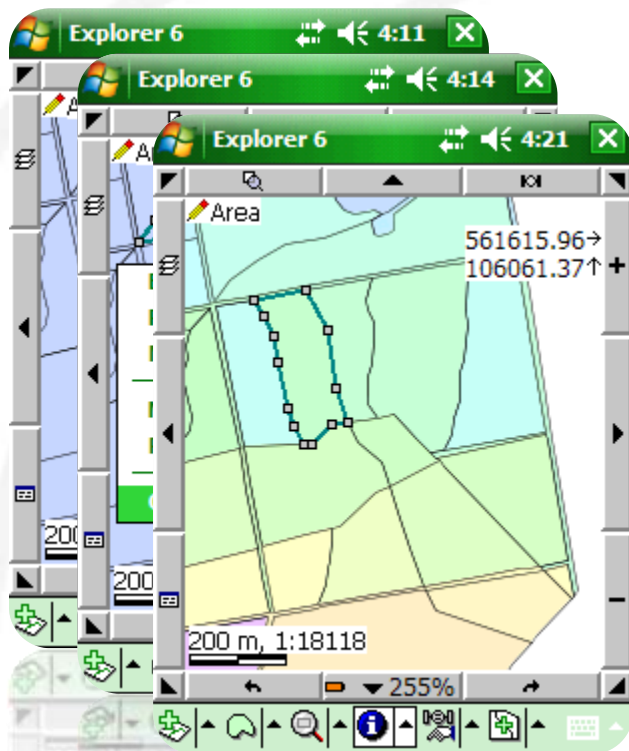 Explorer 6 4:11
Explorer 6 4:14
Explorer 6 4:21
Area
561615.96→
106061.37↑
+
−
200 m, 1:18118
255%
200
200